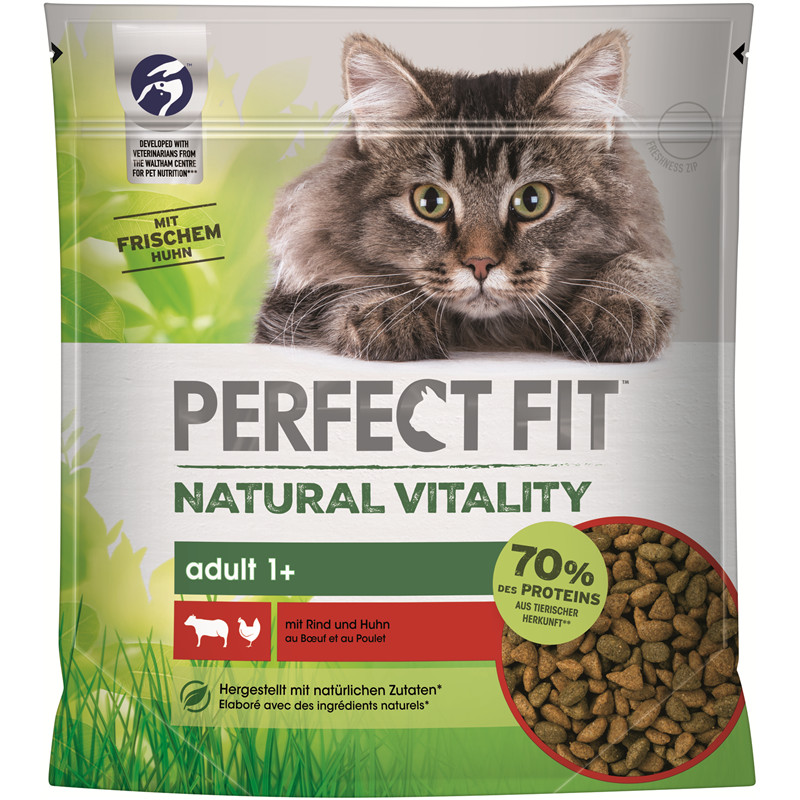 DEVELOPED WITH
VETERINARIANS FROM
THE WALTHAM CENTRE
FOR PET NUTRITION***
MIT
FRISCHEM
HUHN
FRESHNESS ZIP
PERFECT FIT™
NATURAL VITALITY
adult 1+
70%
DES PROTEINS
AUS TIERISCHER
HERKUNFT**
mit Rind und Huhn
au Bœuf et au Poulet
Hergestellt mit natürlichen Zutaten*
Elaboré avec des ingrédients naturels*